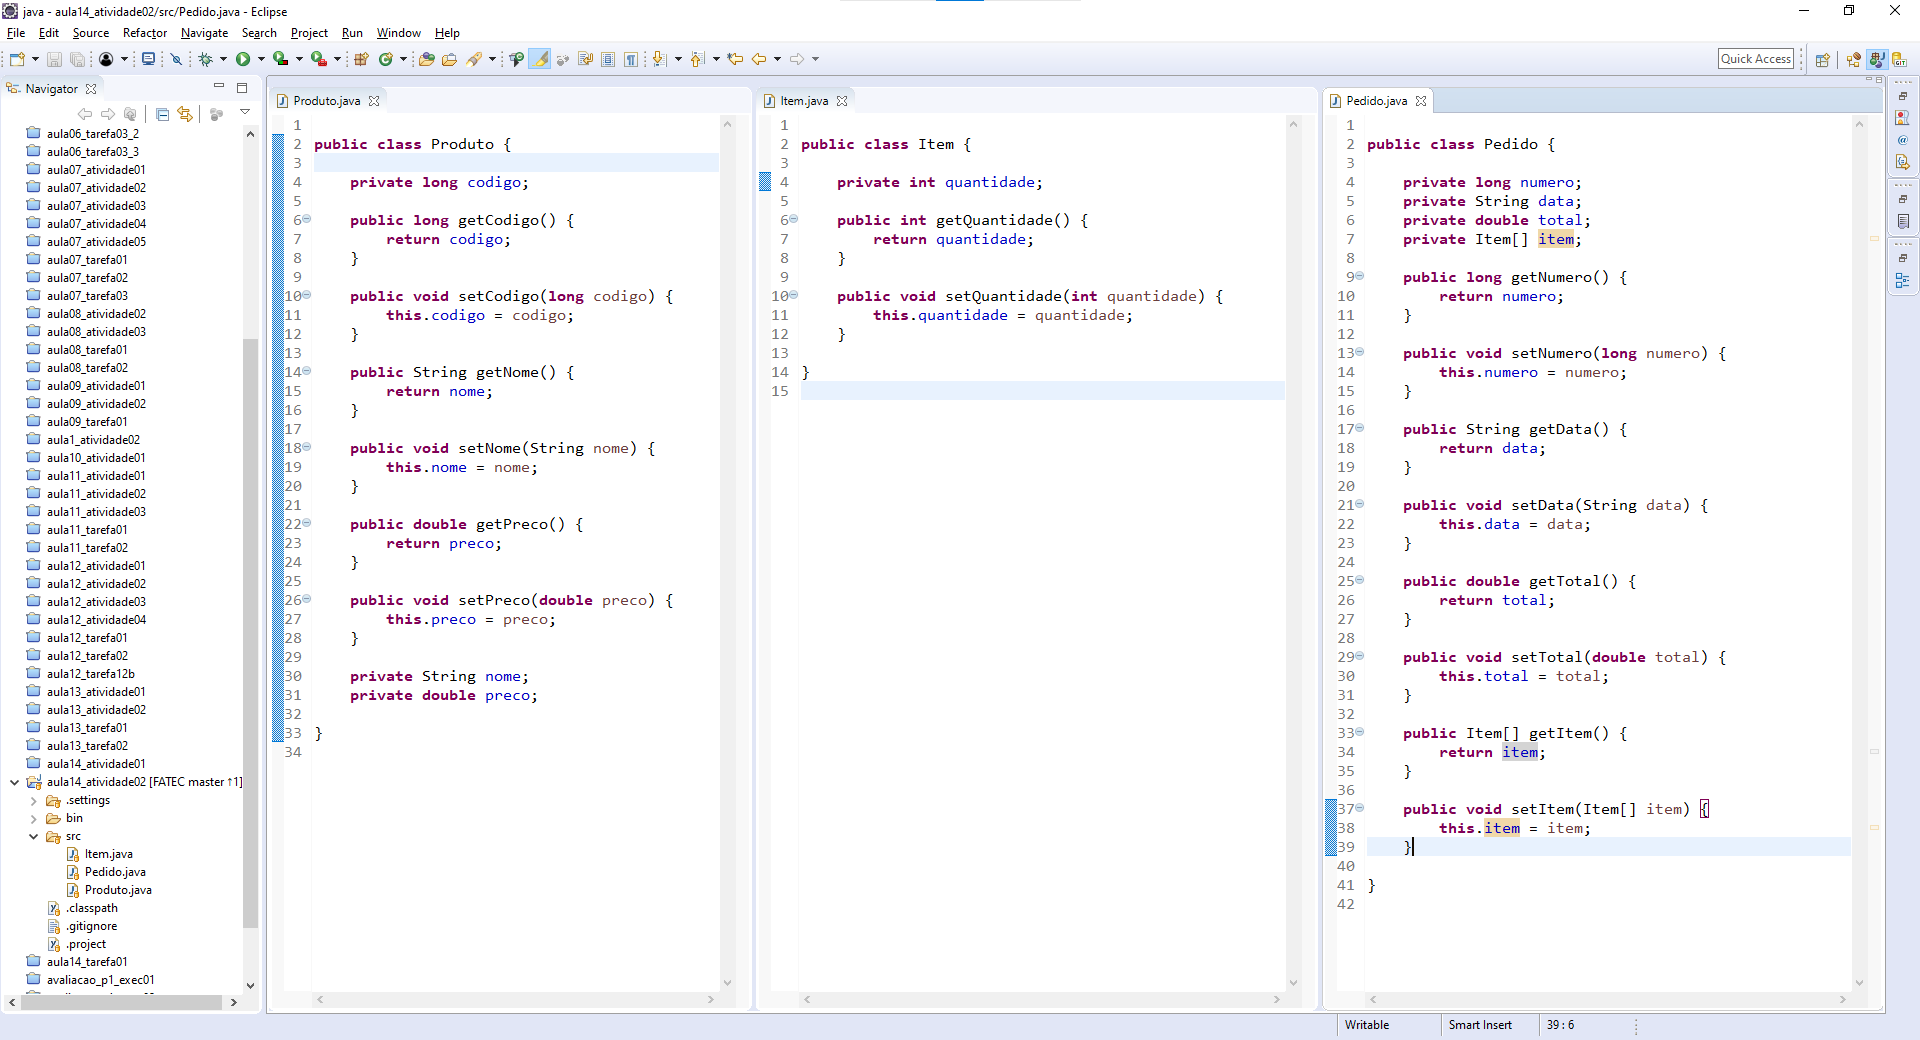 java - aula14_atividade02/src/Pedido.java - Eclipse
File Edit Source Refactor Navigate Search Project Run Window Help
Quick Access
Navigator
aula06_tarefa03_2
aula06_tarefa03_3
aula07_atividade01
aula07_atividade02
aula07_atividade03
aula07_atividade04
aula07_atividade05
aula07_tarefa01
aula07_tarefa02
aula07_tarefa03
aula08_atividade02
aula08_atividade03
aula08_tarefa01
aula08_tarefa02
aula09_atividade01
aula09_atividade02
aula09_tarefa01
aula1_atividade02
aula10_atividade01
aula11_atividade01
aula11_atividade02
aula11_atividade03
aula11_tarefa01
aula11_tarefa02
aula12_atividade01
aula12_atividade02
aula12_atividade03
aula12_atividade04
aula12_tarefa01
aula12_tarefa02
aula12_tarefa12b
aula13_atividade01
aula13_atividade02
aula13_tarefa01
aula13_tarefa02
aula14_atividade01
aula14_atividade02 [FATEC master ↑1]
.settings
bin
src
Item.java
Pedido.java
Produto.java
.classpath
.gitignore
.project
aula14_tarefa01
avaliacao_p1_exec01
Produto.java
1
2 public class Produto {
3
4 private long codigo;
5
6 public long getCodigo() {
7 return codigo;
8 }
9
10 public void setCodigo(long codigo) {
11 this.codigo = codigo;
12 }
13
14 public String getNome() {
15 return nome;
16 }
17
18 public void setNome(String nome) {
19 this.nome = nome;
20 }
21
22 public double getPreco() {
23 return preco;
24 }
25
26 public void setPreco(double preco) {
27 this.preco = preco;
28 }
29
30 private String nome;
31 private double preco;
32
33 }
34
Item.java
1
2 public class Item {
3
4 private int quantidade;
5
6 public int getQuantidade() {
7 return quantidade;
8 }
9
10 public void setQuantidade(int quantidade) {
11 this.quantidade = quantidade;
12 }
13
14 }
15
Pedido.java
1
2 public class Pedido {
3
4 private long numero;
5 private String data;
6 private double total;
7 private Item[] item;
8
9 public long getNumero() {
10 return numero;
11 }
12
13 public void setNumero(long numero) {
14 this.numero = numero;
15 }
16
17 public String getData() {
18 return data;
19 }
20
21 public void setData(String data) {
22 this.data = data;
23 }
24
25 public double getTotal() {
26 return total;
27 }
28
29 public void setTotal(double total) {
30 this.total = total;
31 }
32
33 public Item[] getItem() {
34 return item;
35 }
36
37 public void setItem(Item[] item) {
38 this.item = item;
39 }
40
41 }
42
Writable Smart Insert 39 : 6